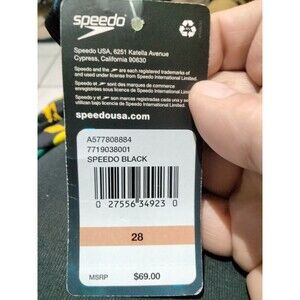 speedo
Speedo USA, 6251 Katella Avenue
Cypress, California 90630
Speedo and the are each registered trademarks of
and used under license from Speedo International Limited.
Speedo et sont des marques de commerce
enregistrées sous licence de Speedo International Limited.
Speedo y son marcas registradas cada una y se
utilizan bajo licencia de Speedo International Limited.
speedousa.com
A577808884
7719038001
SPEEDO BLACK
0 27556 34923 0
28
MSRP $69.00